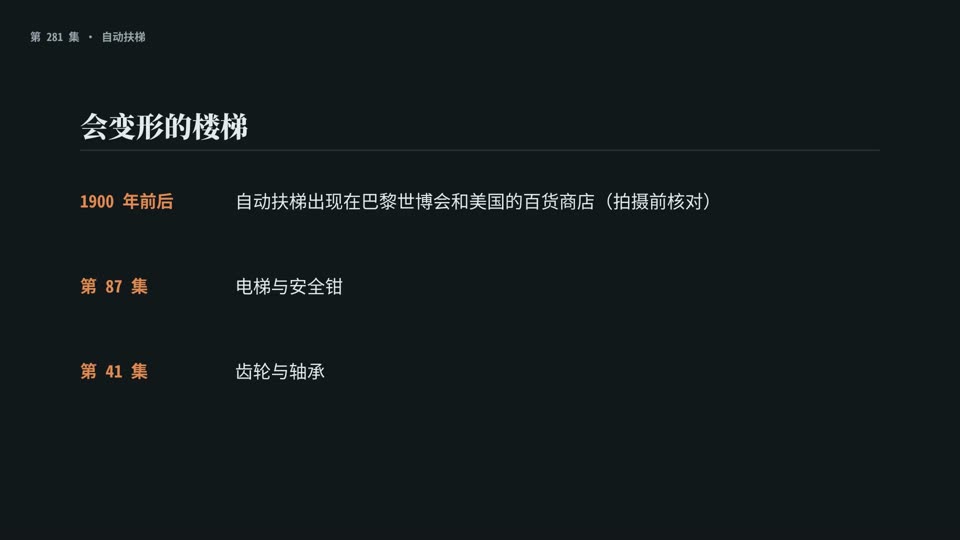 第 281 集 · 自动扶梯
会变形的楼梯
1900 年前后 自动扶梯出现在巴黎世博会和美国的百货商店（拍摄前核对）
第 87 集 电梯与安全钳
第 41 集 齿轮与轴承